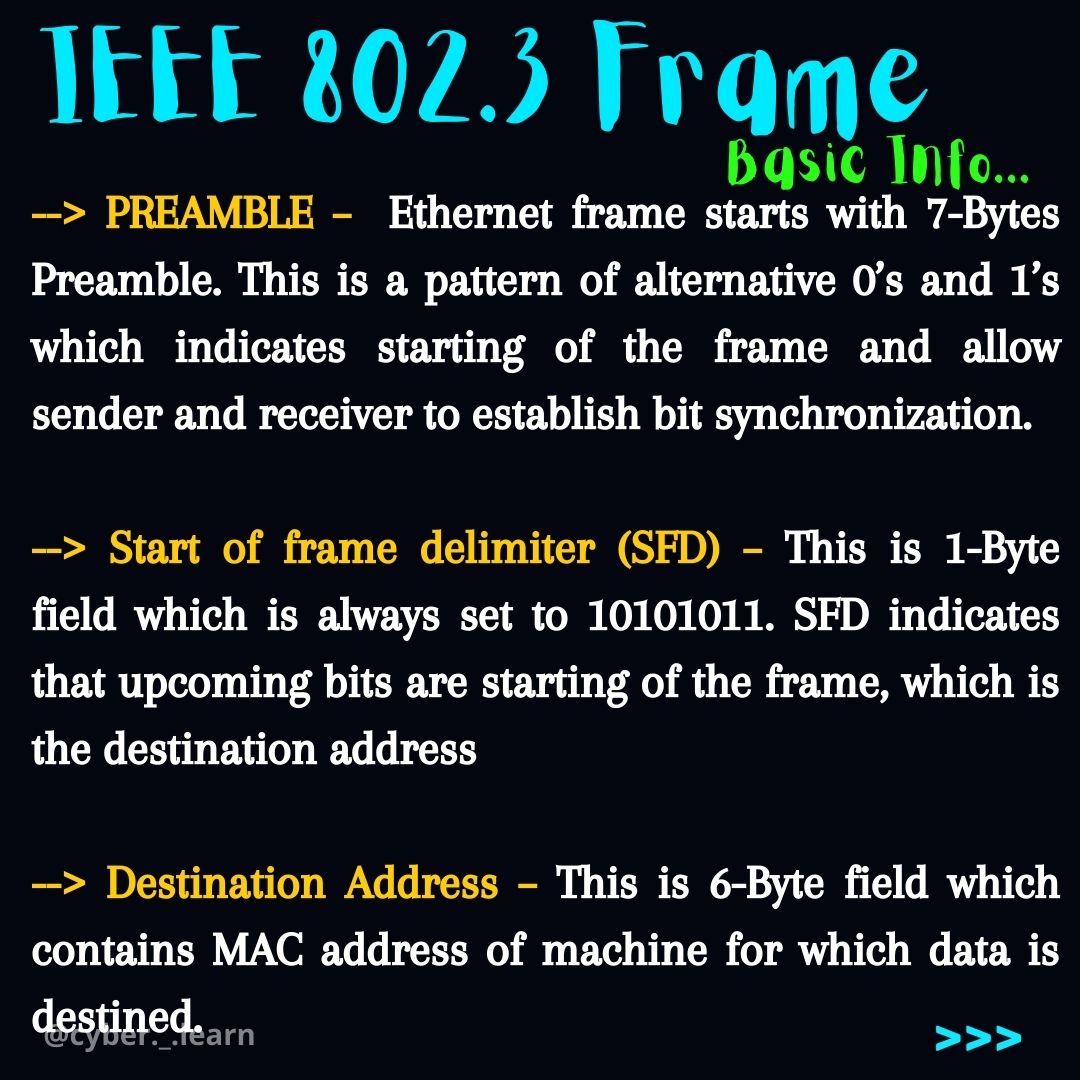 IEEE 802.3 Frame
Basic Info...
--> PREAMBLE – Ethernet frame starts with 7-Bytes
Preamble. This is a pattern of alternative 0’s and 1’s
which indicates starting of the frame and allow
sender and receiver to establish bit synchronization.
--> Start of frame delimiter (SFD) – This is 1-Byte
field which is always set to 10101011. SFD indicates
that upcoming bits are starting of the frame, which is
the destination address
--> Destination Address – This is 6-Byte field which
contains MAC address of machine for which data is
destined.
@cyber._.learn
>>>